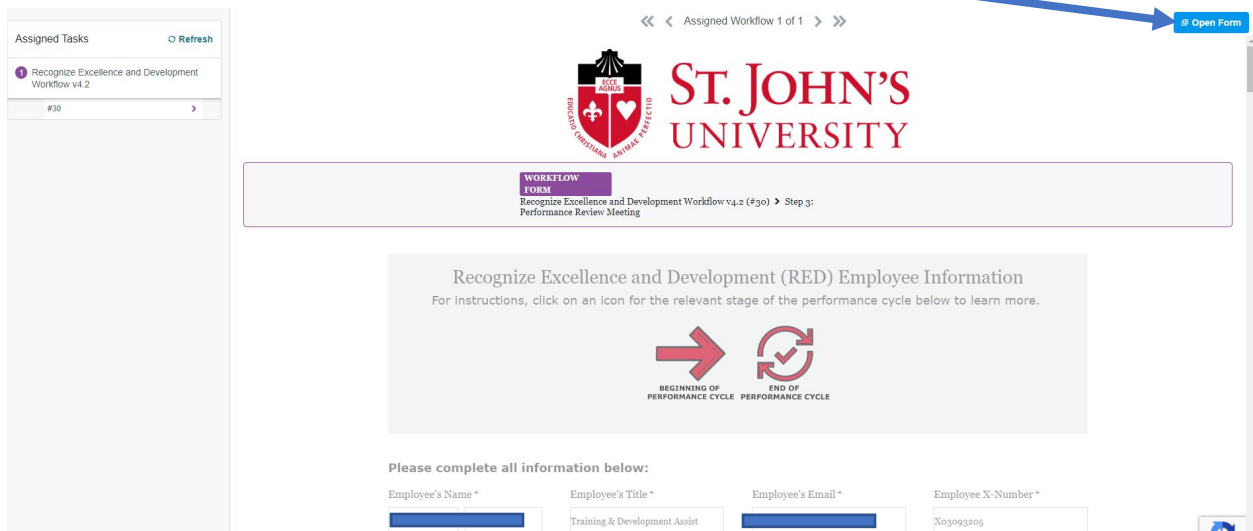 Assigned Workflow 1 of 1
Open Form
Assigned Tasks
Refresh
1 Recognize Excellence and Development
Workflow v4.2
#30
ECCE
AGNUS
EDUCATIO CHRISTIANA ANIMAE PERFECTIO
ST. JOHN'S
UNIVERSITY
WORKFLOW
FORM
Recognize Excellence and Development Workflow v4.2 (#30) > Step 3:
Performance Review Meeting
Recognize Excellence and Development (RED) Employee Information
For instructions, click on an icon for the relevant stage of the performance cycle below to learn more.
BEGINNING OF
PERFORMANCE CYCLE
END OF
PERFORMANCE CYCLE
Please complete all information below:
Employee's Name * Employee's Title * Employee's Email * Employee X-Number *
Training & Development Assist X03093205